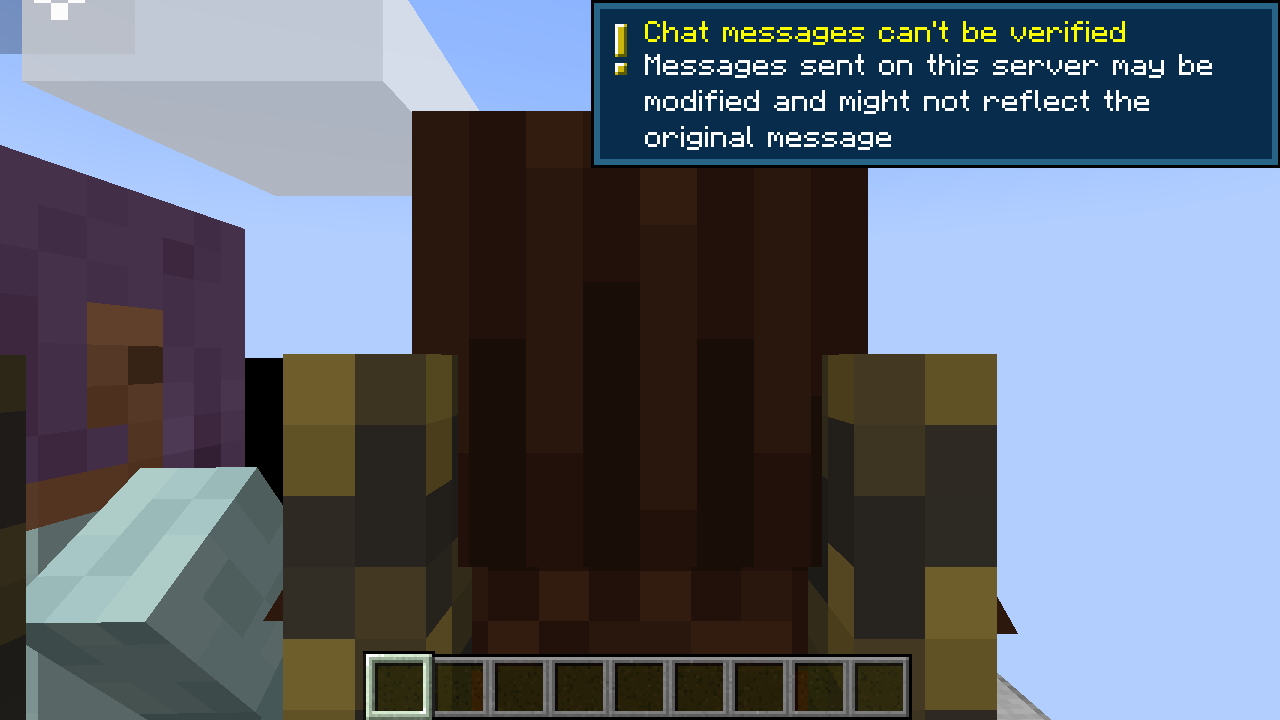 Chat messages can't be verified
Messages sent on this server may be
modified and might not reflect the
original message